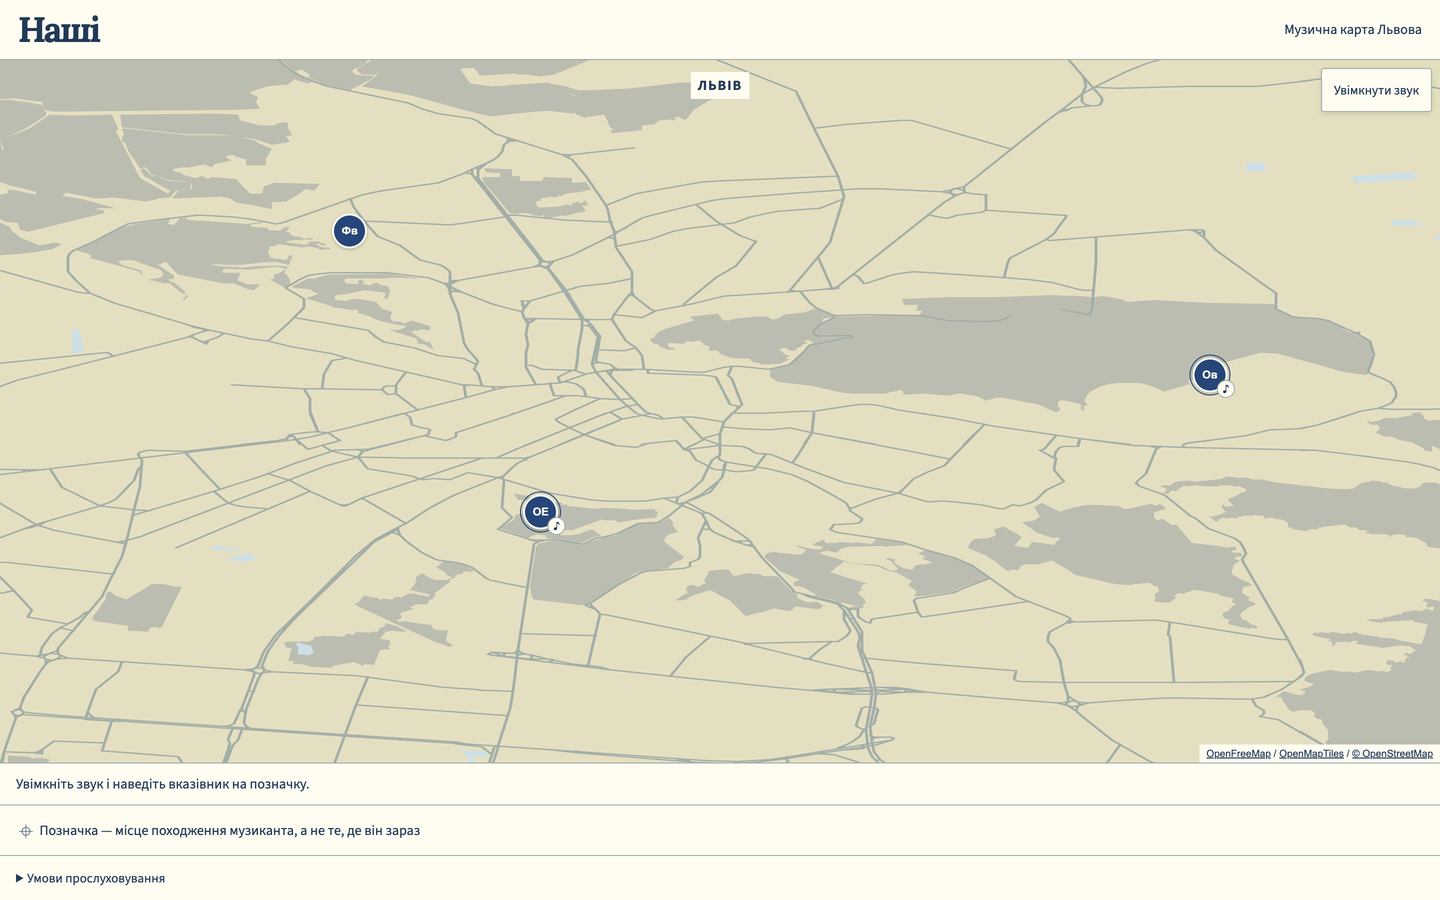 Наші
Музична карта Львова
ЛЬВІВ
Увімкнути звук
Фв
Ов
ОЕ
OpenFreeMap / OpenMapTiles / © OpenStreetMap
Увімкніть звук і наведіть вказівник на позначку.
Позначка — місце походження музиканта, а не те, де він зараз
Умови прослуховування